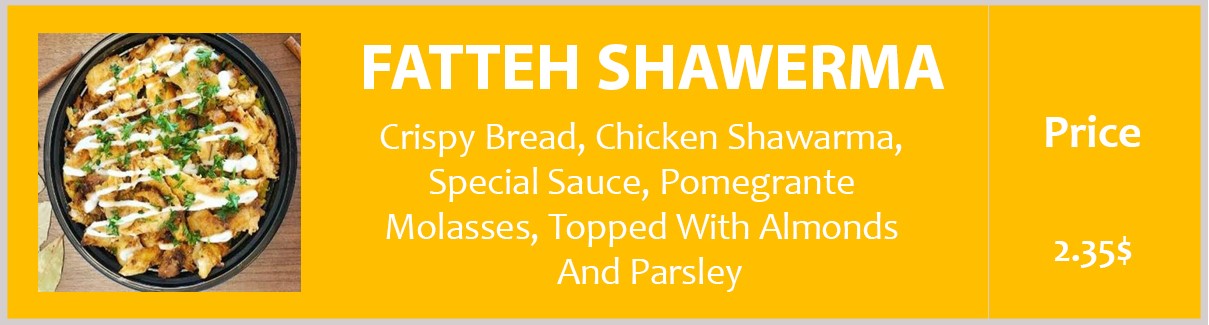 FATTEH SHAWERMA
Crispy Bread, Chicken Shawarma,
Special Sauce, Pomegrante
Molasses, Topped With Almonds
And Parsley
Price
2.35$